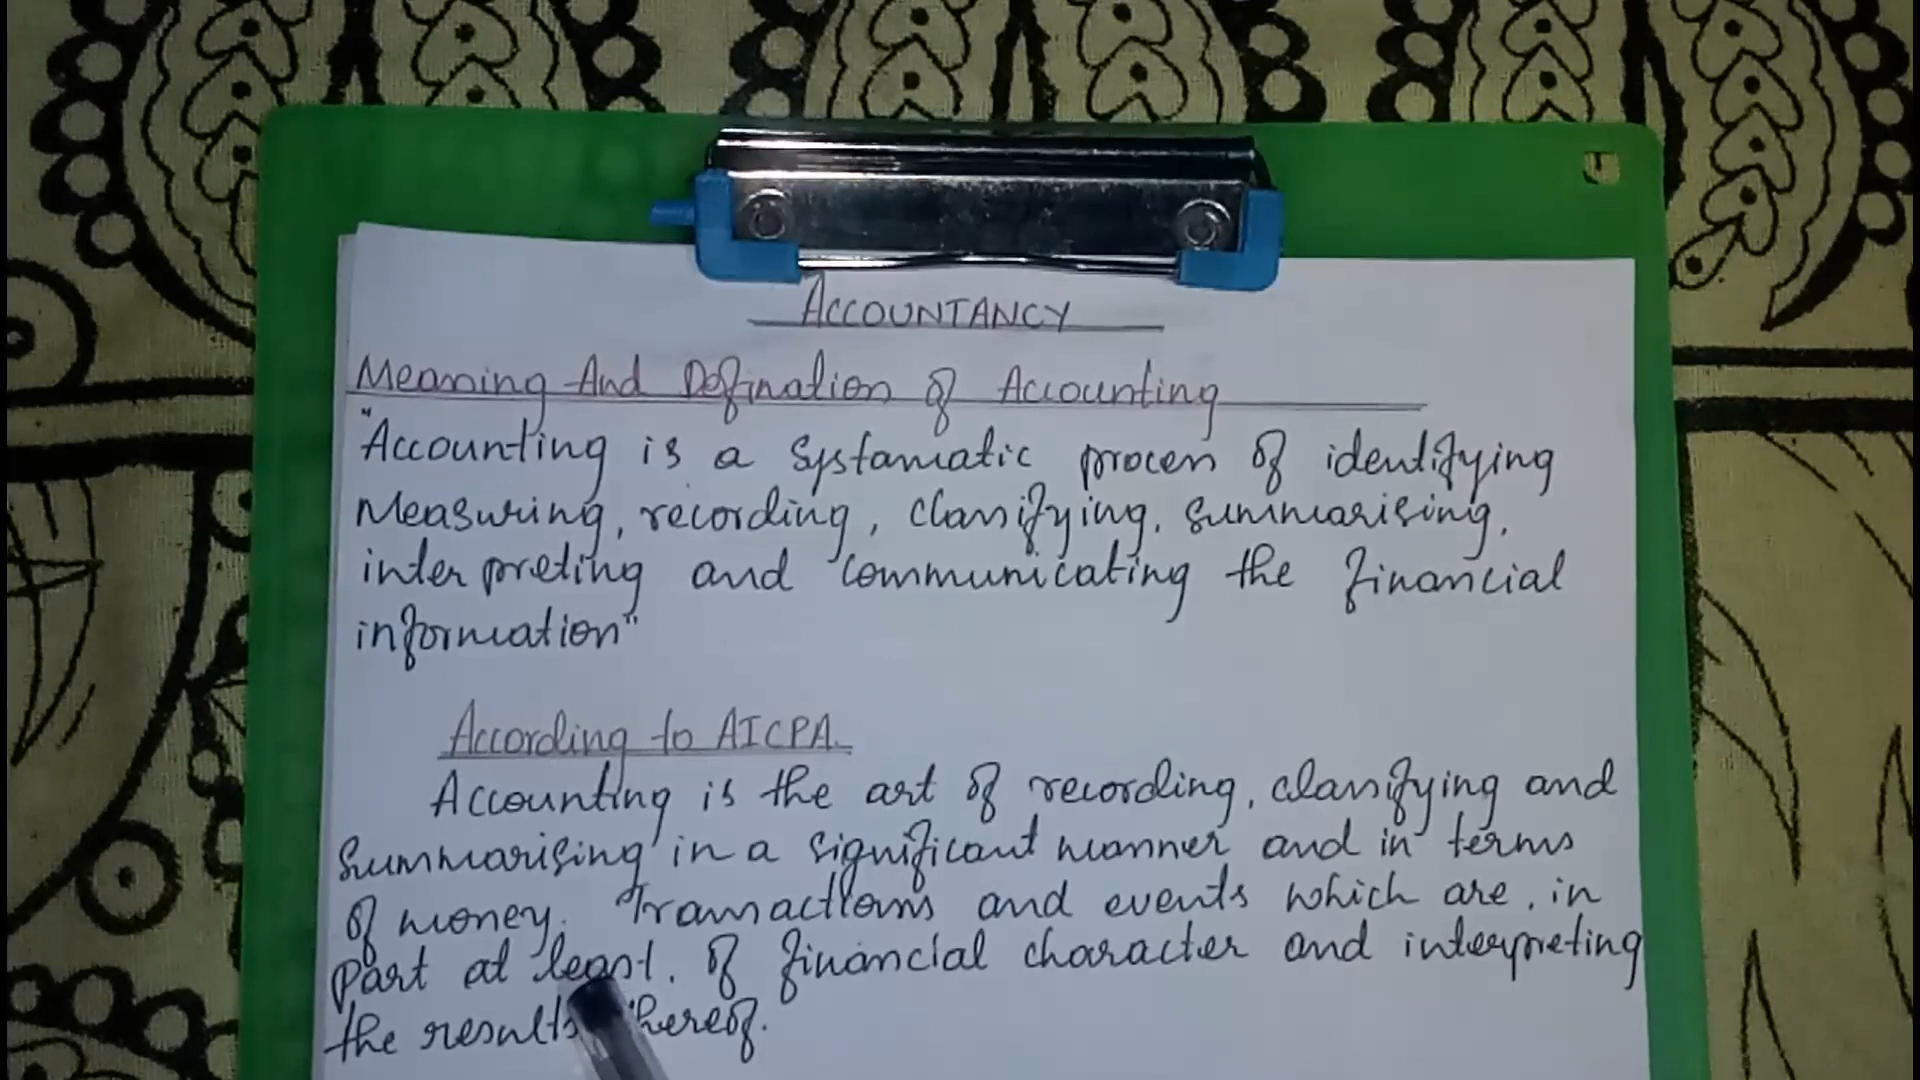 ACCOUNTANCY
Meaning And Defination of Accounting
"Accounting is a Systamatic process of identifying
Measuring, recording, classifying, summarising,
interpreting and communicating the financial
information"
According to AICPA.
Accounting is the art of recording, classifying and
Summarising in a significant manner and in terms
of money. Transactions and events which are, in
part at least, of financial character and interpreting
the results thereof.